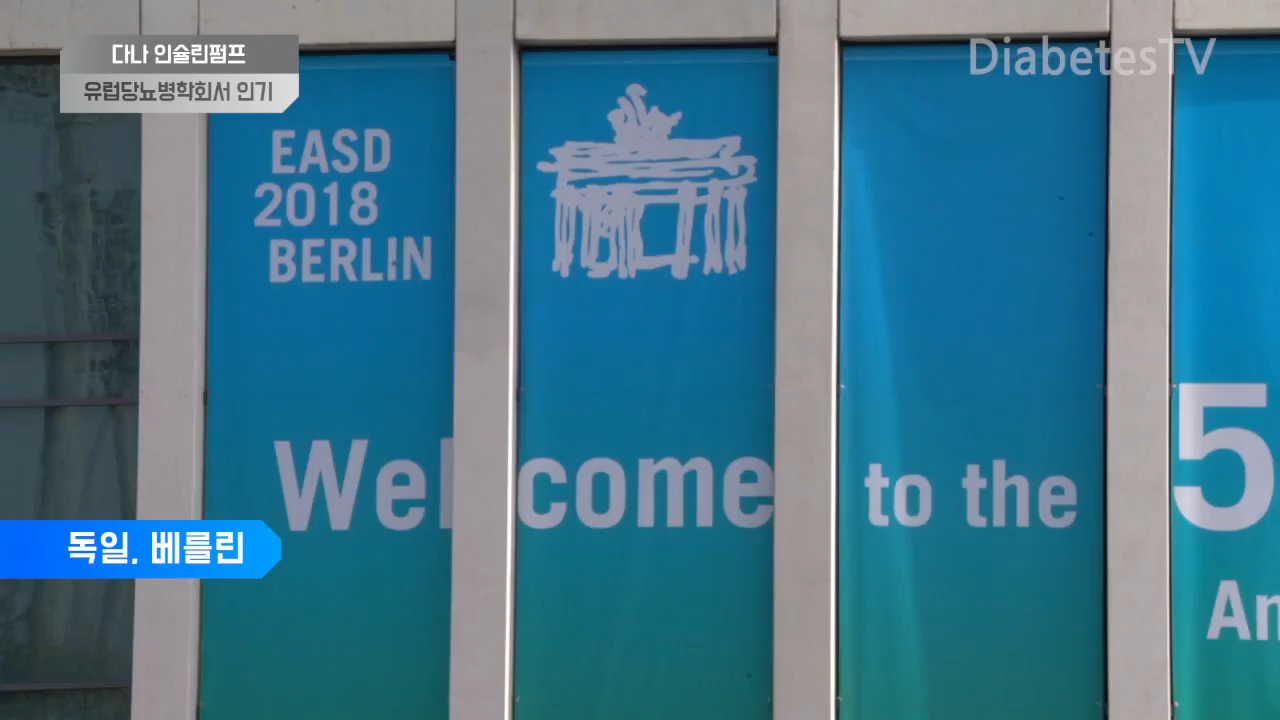 다나 인슐린펌프
유럽당뇨병학회서 인기
DiabetesTV
EASD
2018
BERLIN
Welcome to the 5
An
독일, 베를린